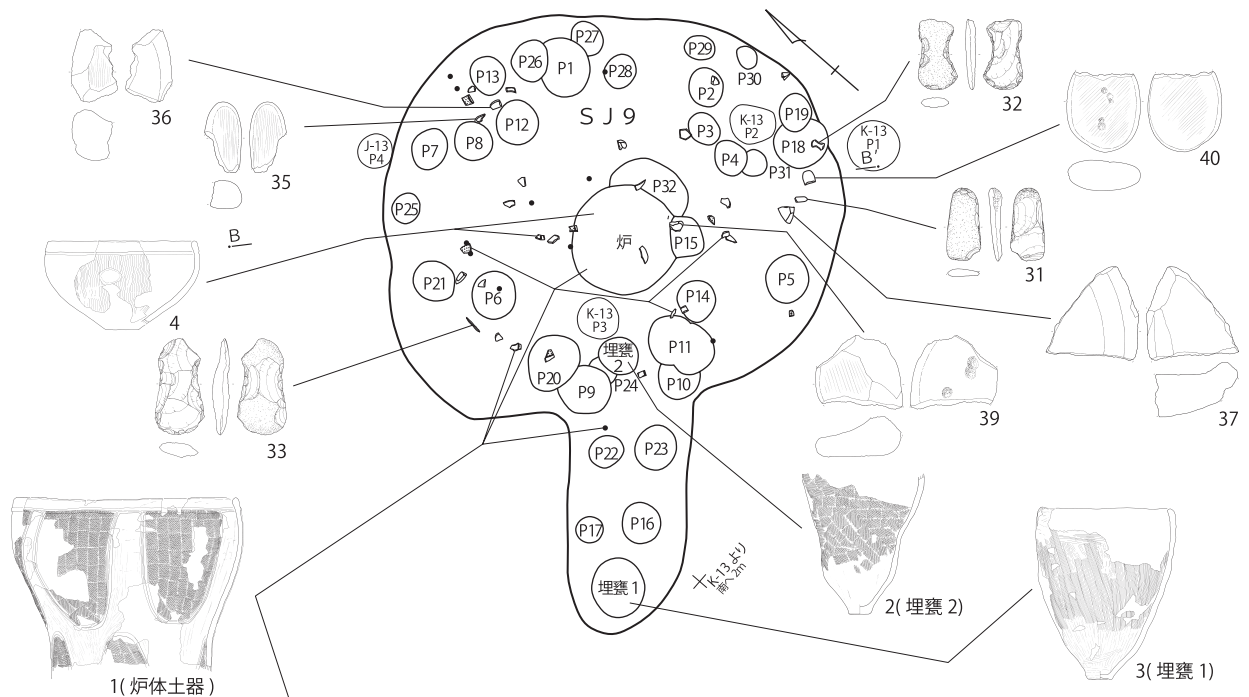 P27
P29
P26
P1
P13
P28
P30
P2
32
36
SJ9
P19
P12
K-13
P2
P3
P18
K-13
P1
J-13
P4
P7
P8
P4
B'
40
35
P31
P32
P25
31
B
炉
P15
P21
P6
P14
P5
4
K-13
P3
埋甕
2
P11
P20
P24
P10
P9
39
37
33
P22
P23
P17
P16
K-13より
南へ2m
埋甕1
2(埋甕2)
3(埋甕1)
1(炉体土器)